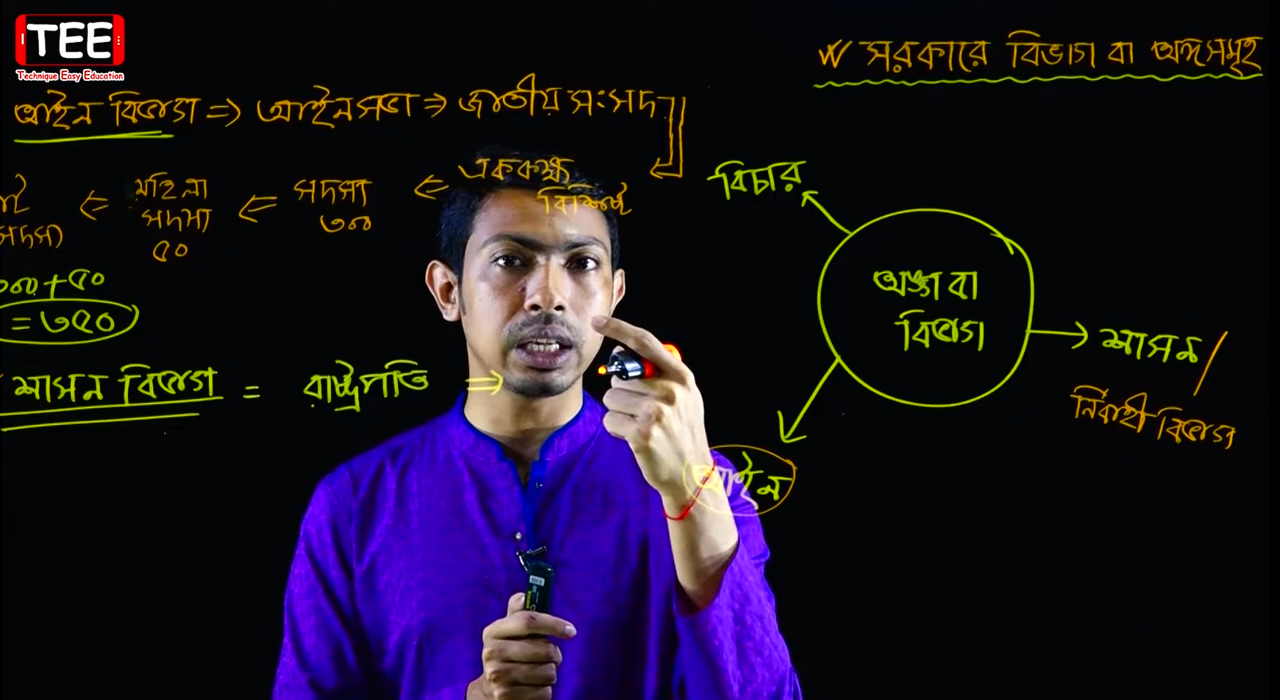 TEE
Technique Easy Education
সরকারে বিভাগ বা অঙ্গসমূহ
আইন বিভাগ => আইনসভা => জাতীয় সংসদ
এককক্ষ
বিশিষ্ট
<= সদস্য
৩০০
<= মহিলা
সদস্য
৫০
<=
সদস্য)
+ ৫০
= ৩৫০
শাসন বিভাগ = রাষ্ট্রপতি =>
বিচার
অঙ্গ বা
বিভাগ
শাসন /
নির্বাহী বিভাগ
আইন